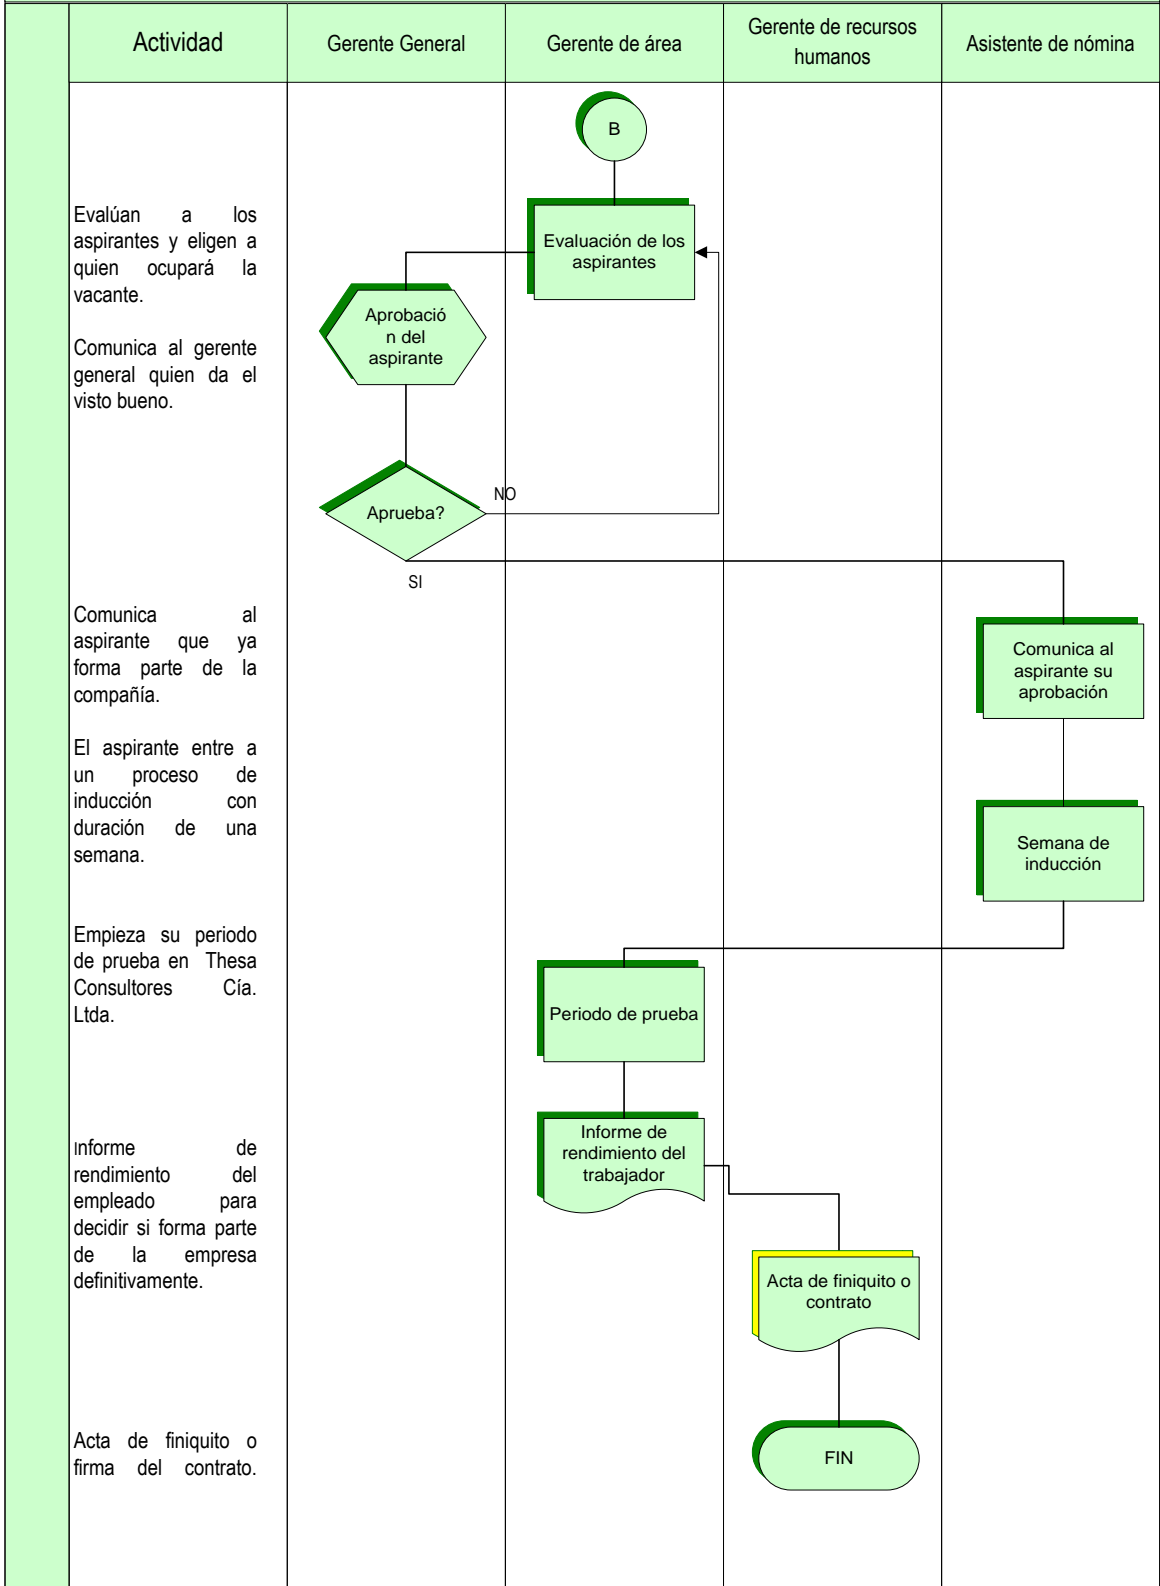 Actividad
Gerente General
Gerente de área
Gerente de recursos
humanos
Asistente de nómina
B
Evalúan a los
aspirantes y eligen a
quien ocupará la
vacante.
Comunica al gerente
general quien da el
visto bueno.
Evaluación de los
aspirantes
Aprobació
n del
aspirante
Aprueba?
NO
SI
Comunica al
aspirante que ya
forma parte de la
compañía.
Comunica al
aspirante su
aprobación
El aspirante entre a
un proceso de
inducción con
duración de una
semana.
Semana de
inducción
Empieza su periodo
de prueba en Thesa
Consultores Cía.
Ltda.
Periodo de prueba
Informe de
rendimiento del
trabajador
Informe de
rendimiento del
empleado para
decidir si forma parte
de la empresa
definitivamente.
Acta de finiquito o
contrato
Acta de finiquito o
firma del contrato.
FIN